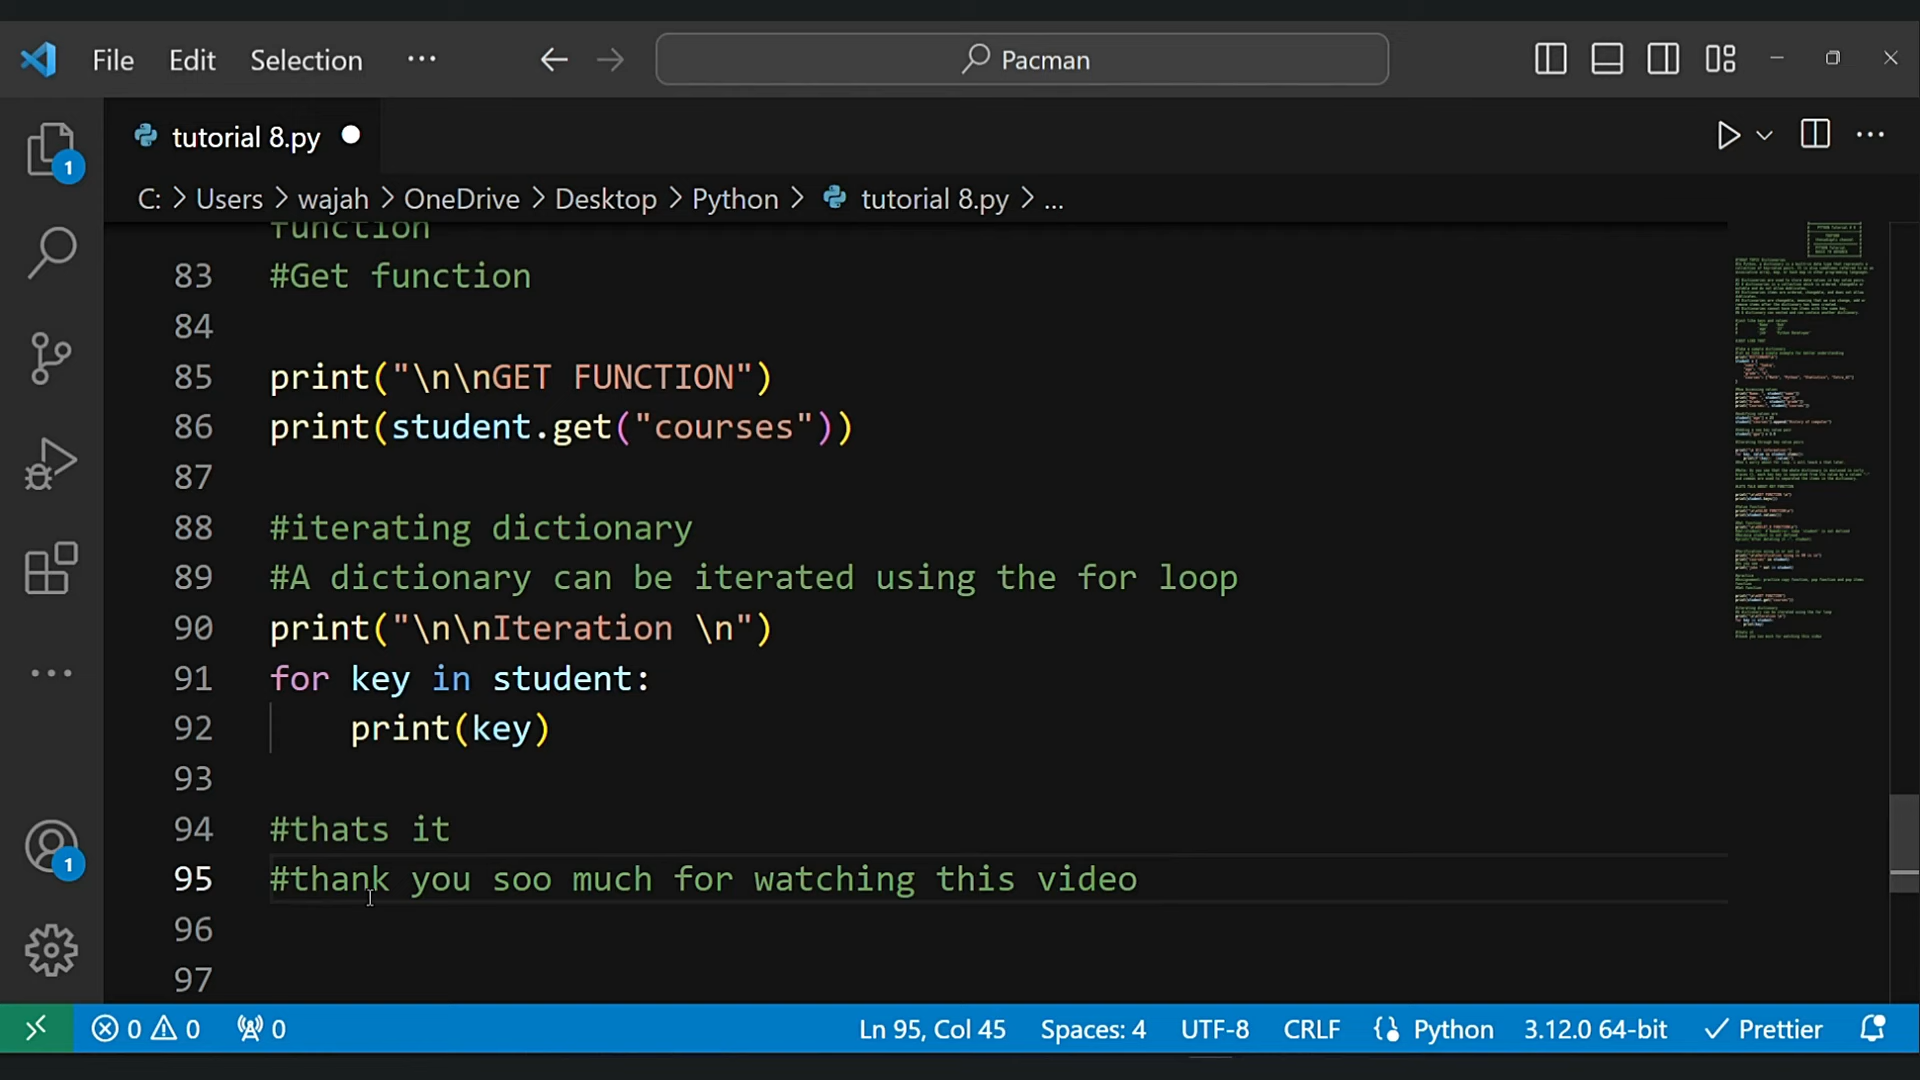 File Edit Selection ··· Pacman
1
tutorial 8.py
C: > Users > wajah > OneDrive > Desktop > Python > tutorial 8.py > ...
function
83 #Get function
84
85 print("\n\nGET FUNCTION")
86 print(student.get("courses"))
87
88 #iterating dictionary
89 #A dictionary can be iterated using the for loop
90 print("\n\nIteration \n")
91 for key in student:
92 print(key)
93
94 #thats it
95 #thank you soo much for watching this video
96
97
1
0 0 0 Ln 95, Col 45 Spaces: 4 UTF-8 CRLF Python 3.12.0 64-bit Prettier